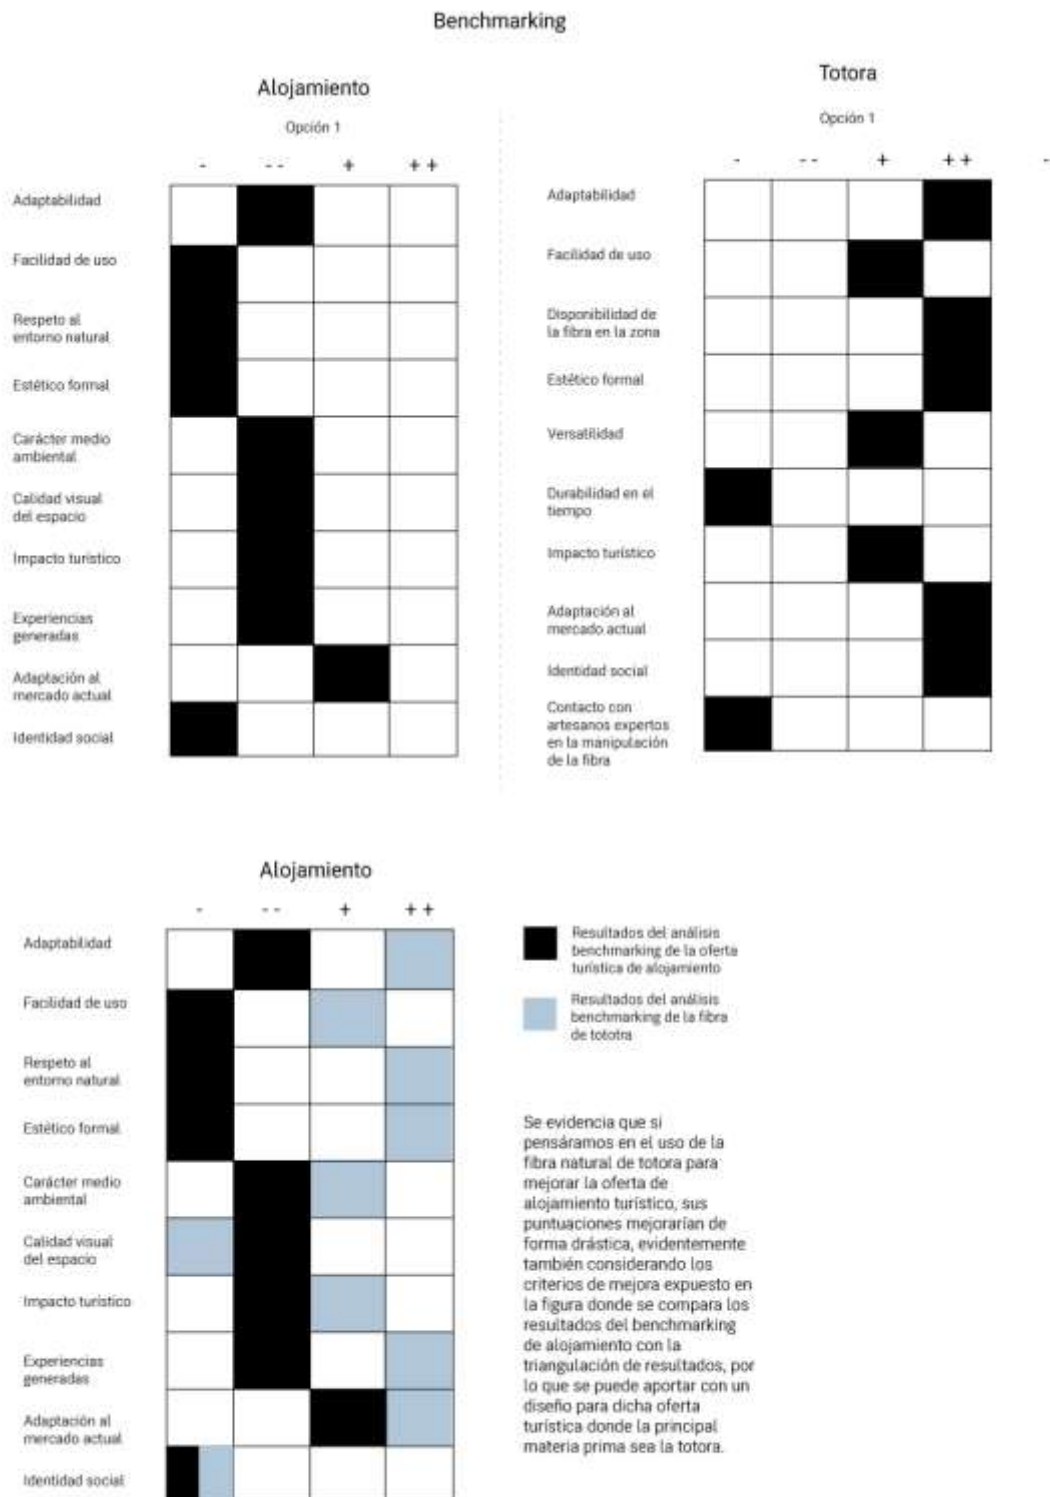 Benchmarking
Alojamiento
Opción 1
- -- + ++
Adaptabilidad
Facilidad de uso
Respeto al
entorno natural
Estético formal
Carácter medio
ambiental
Calidad visual
del espacio
Impacto turístico
Experiencias
generadas
Adaptación al
mercado actual
Identidad social
Totora
Opción 1
- -- + ++ -
Adaptabilidad
Facilidad de uso
Disponibilidad de
la fibra en la zona
Estético formal
Versatilidad
Durabilidad en el
tiempo
Impacto turístico
Adaptación al
mercado actual
Identidad social
Contacto con
artesanos expertos
en la manipulación
de la fibra
Alojamiento
- -- + ++
Adaptabilidad
Facilidad de uso
Respeto al
entorno natural
Estético formal
Carácter medio
ambiental
Calidad visual
del espacio
Impacto turístico
Experiencias
generadas
Adaptación al
mercado actual
Identidad social
Resultados del análisis
benchmarking de la oferta
turística de alojamiento
Resultados del análisis
benchmarking de la fibra
de tototra
Se evidencia que si
pensáramos en el uso de la
fibra natural de totora para
mejorar la oferta de
alojamiento turístico, sus
puntuaciones mejorarían de
forma drástica, evidentemente
también considerando los
criterios de mejora expuesto en
la figura donde se compara los
resultados del benchmarking
de alojamiento con la
triangulación de resultados, por
lo que se puede aportar con un
diseño para dicha oferta
turística donde la principal
materia prima sea la totora.